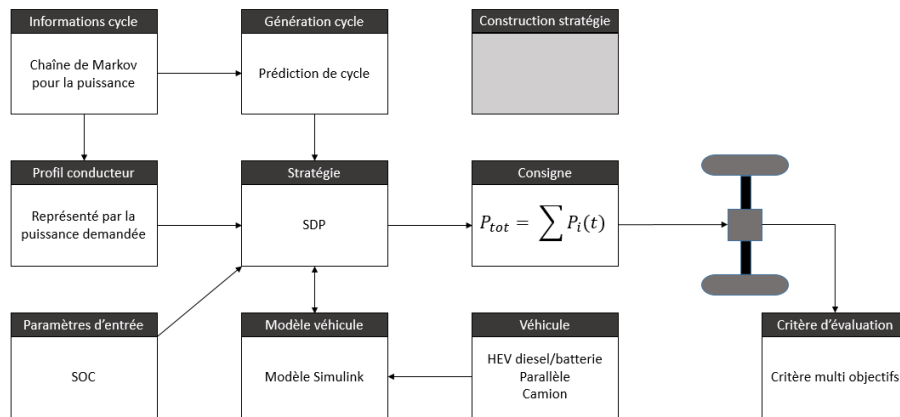 Informations cycle
Chaîne de Markov
pour la puissance
Génération cycle
Prédiction de cycle
Construction stratégie
Profil conducteur
Représenté par la
puissance demandée
Stratégie
SDP
Consigne
P_{tot} = ∑ P_i(t)
Paramètres d'entrée
SOC
Modèle véhicule
Modèle Simulink
Véhicule
HEV diesel/batterie
Parallèle
Camion
Critère d'évaluation
Critère multi objectifs